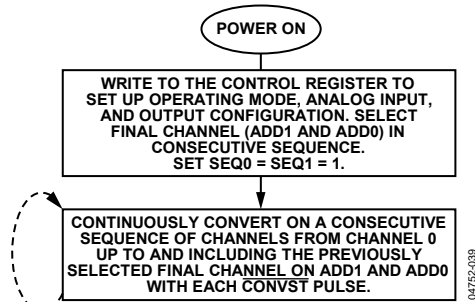 POWER ON
WRITE TO THE CONTROL REGISTER TO
SET UP OPERATING MODE, ANALOG INPUT,
AND OUTPUT CONFIGURATION. SELECT
FINAL CHANNEL (ADD1 AND ADD0) IN
CONSECUTIVE SEQUENCE.
SET SEQ0 = SEQ1 = 1.
CONTINUOUSLY CONVERT ON A CONSECUTIVE
SEQUENCE OF CHANNELS FROM CHANNEL 0
UP TO AND INCLUDING THE PREVIOUSLY
SELECTED FINAL CHANNEL ON ADD1 AND ADD0
WITH EACH CONVST PULSE.
04752-039